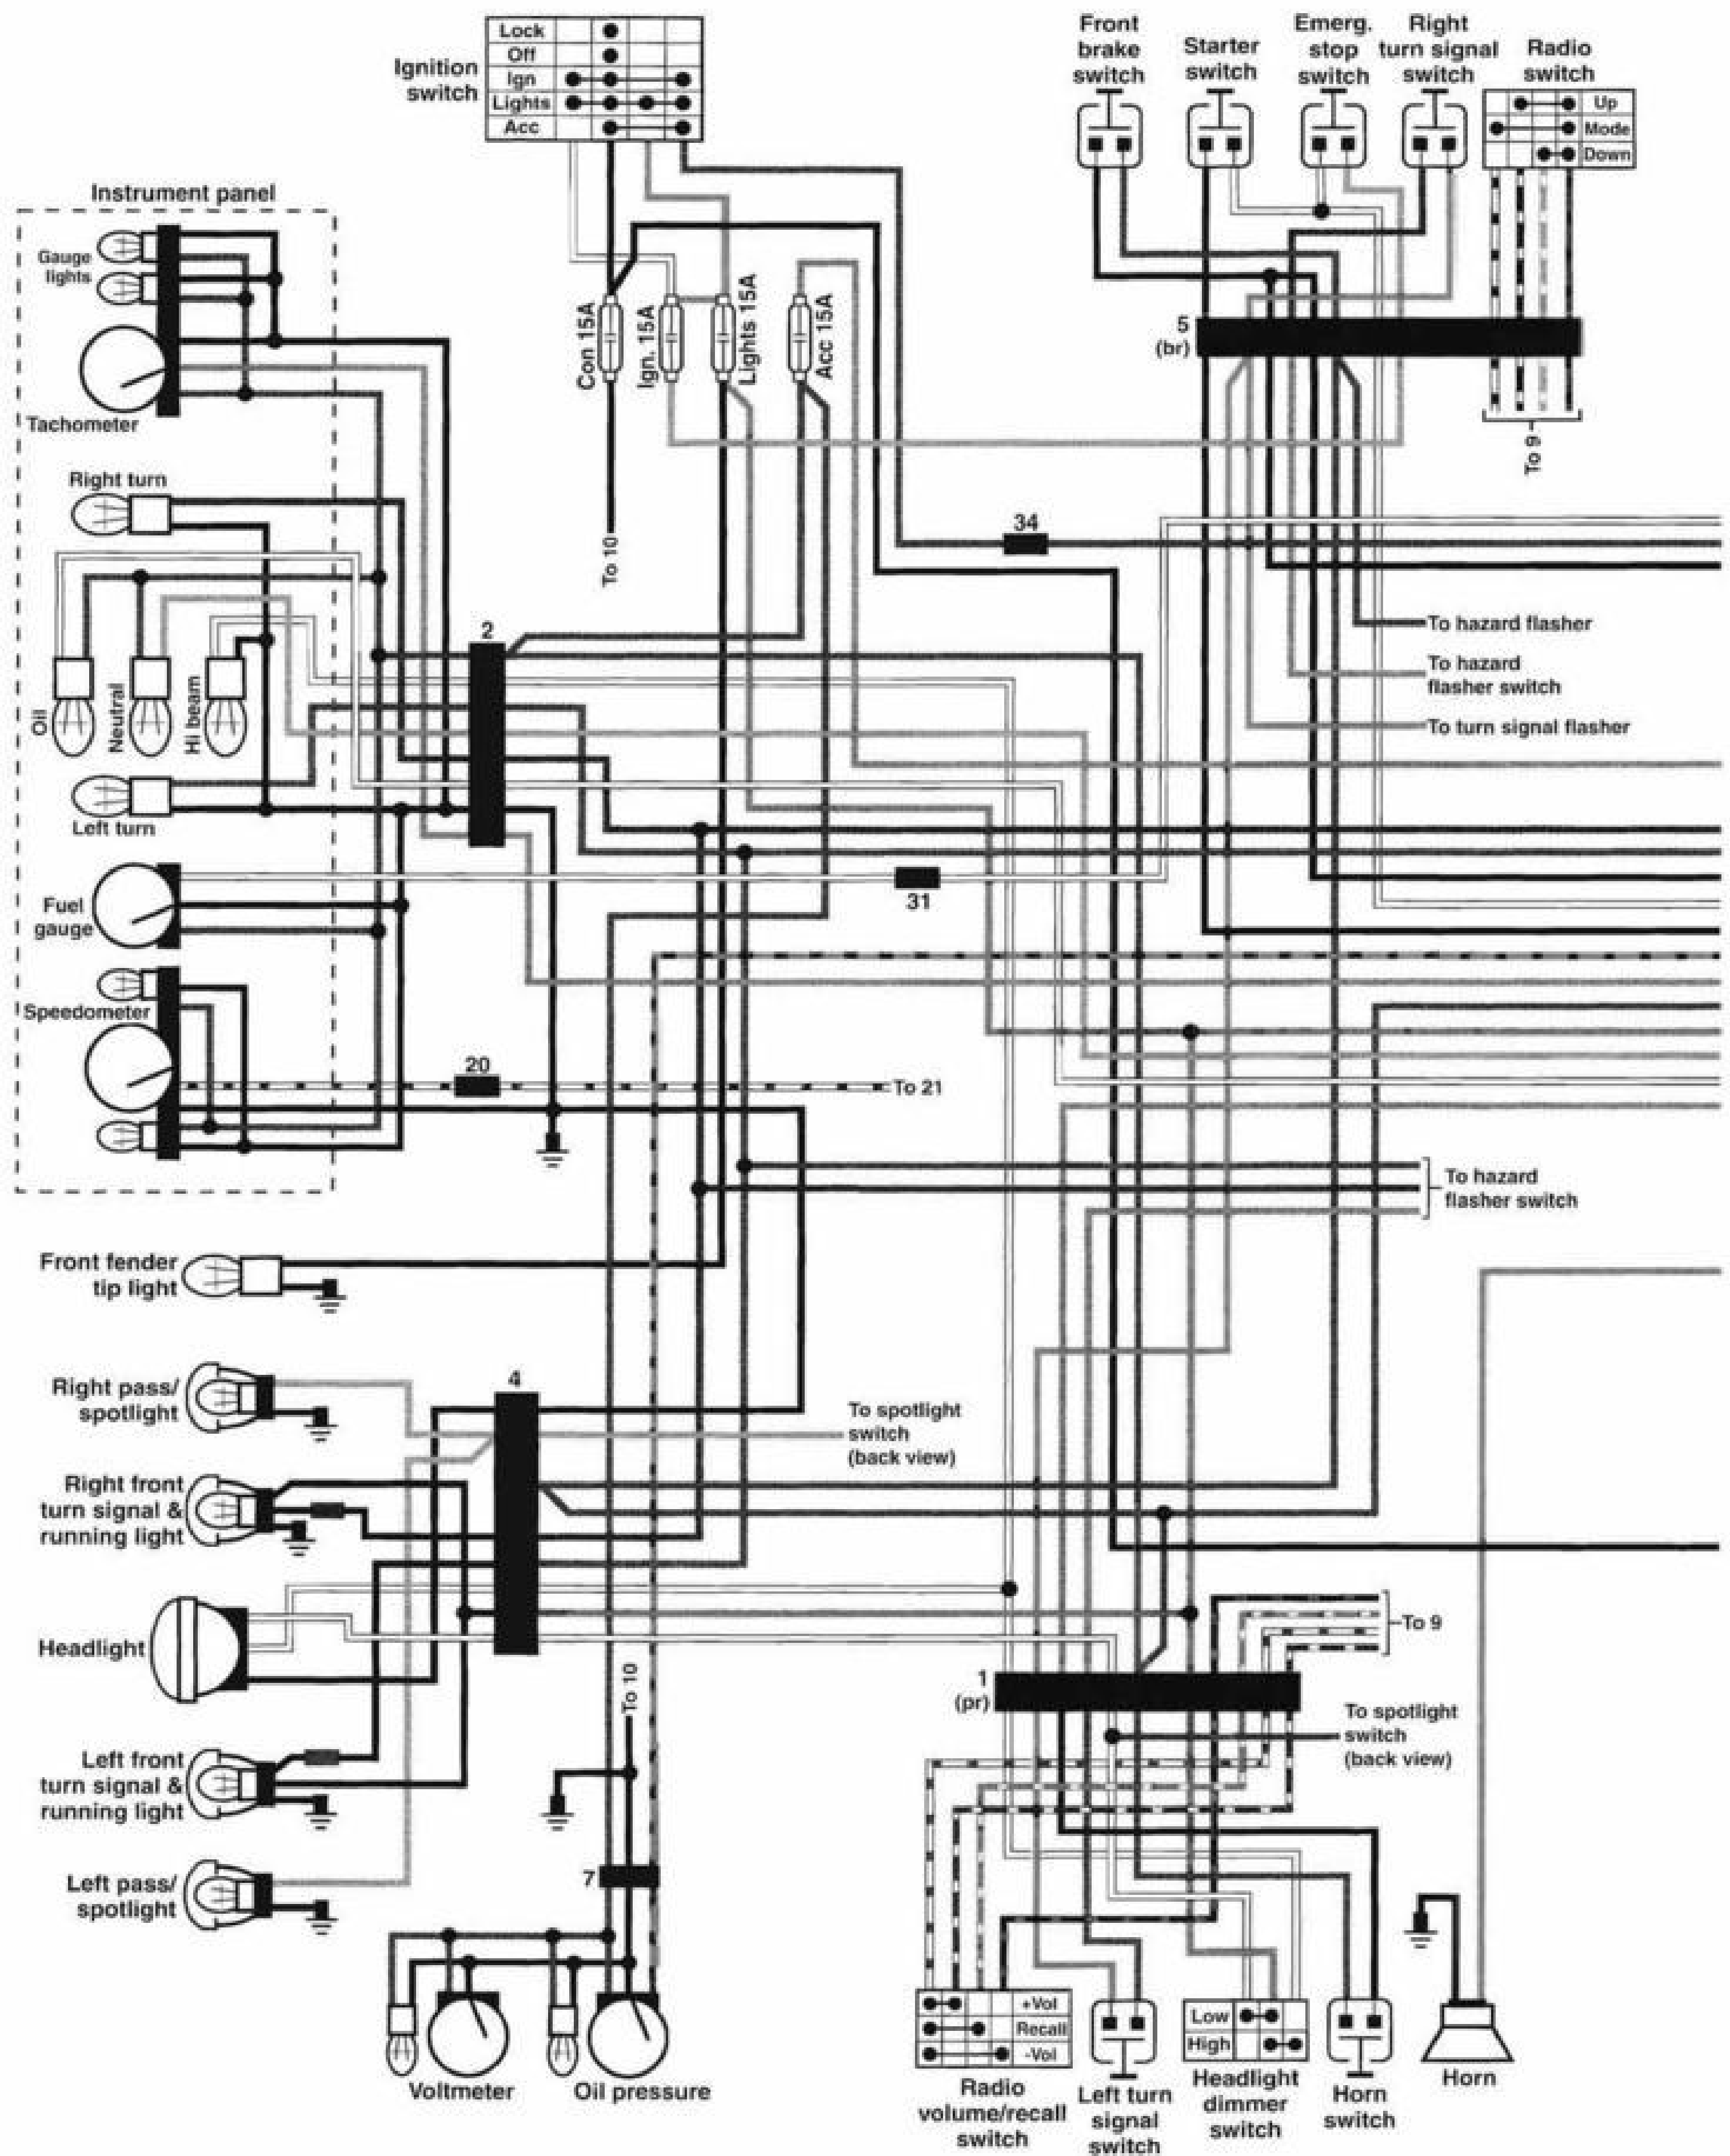 Lock
Off
Ign
Lights
Acc
Ignition
switch
Front
brake
switch
Starter
switch
Emerg.
stop
switch
Right
turn signal
switch
Radio
switch
Up
Mode
Down
Instrument panel
Gauge
lights
Tachometer
Con 15A
Ign. 15A
Lights 15A
Acc 15A
5
(br)
To 9
Right turn
To 10
34
2
To hazard flasher
To hazard
flasher switch
To turn signal flasher
Oil
Neutral
Hi beam
Left turn
31
Fuel
gauge
Speedometer
20
To 21
To hazard
flasher switch
Front fender
tip light
Right pass/
spotlight
4
To spotlight
switch
(back view)
Right front
turn signal &
running light
Headlight
To 9
To 10
1
(pr)
To spotlight
switch
(back view)
Left front
turn signal &
running light
7
Left pass/
spotlight
Voltmeter
Oil pressure
+Vol
Recall
-Vol
Radio
volume/recall
switch
Left turn
signal
switch
Low
High
Headlight
dimmer
switch
Horn
switch
Horn